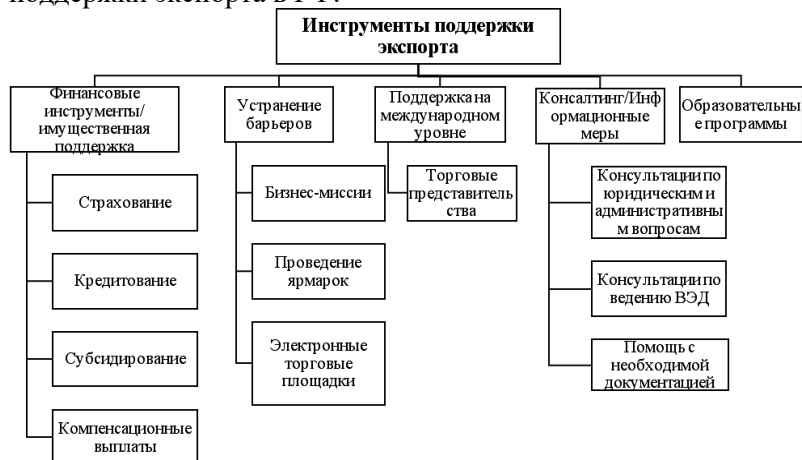 поддержки экспорта в РФ.
Инструменты поддержки
экспорта
Финансовые
инструменты/
имущественная
поддержка
Страхование
Кредитование
Субсидирование
Компенсационные
выплаты
Устранение
барьеров
Бизнес-миссии
Проведение
ярмарок
Электронные
торговые
площадки
Поддержка на
международном
уровне
Торговые
представитель
ства
Консалтинг/Инф
ормационные
меры
Консультации по
юридическим и
административны
м вопросам
Консультации по
ведению ВЭД
Помощь с
необходимой
документацией
Образовательны
е программы